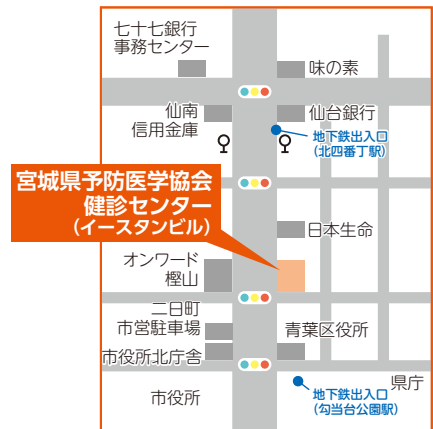 七十七銀行
事務センター
味の素
仙南
信用金庫
仙台銀行
地下鉄出入口
(北四番丁駅)
宮城県予防医学協会
健診センター
(イースタンビル)
日本生命
オンワード
樫山
二日町
市営駐車場
青葉区役所
市役所北庁舎
市役所
県庁
地下鉄出入口
(勾当台公園駅)